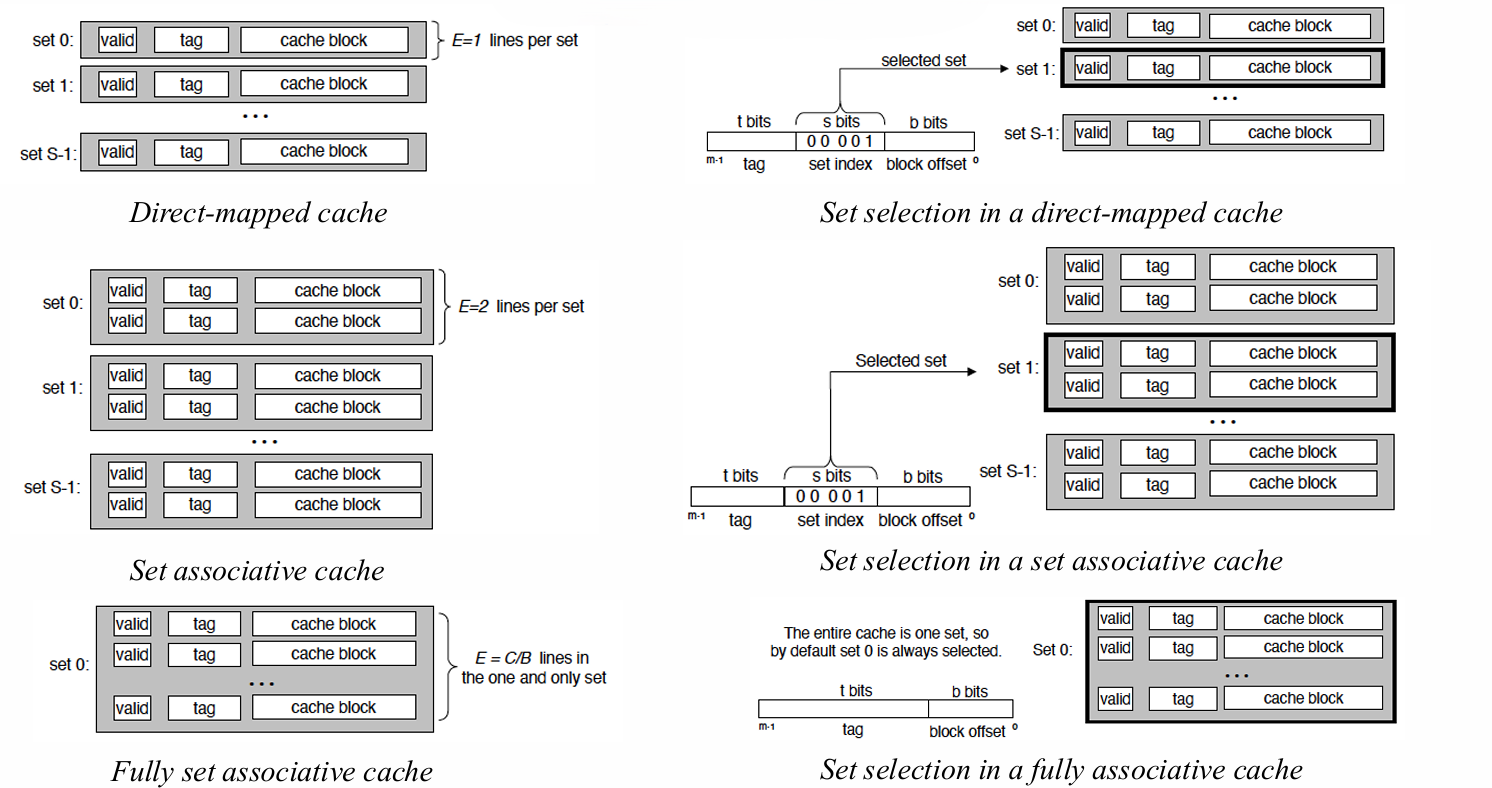 set 0: valid tag cache block E=1 lines per set
set 1: valid tag cache block
...
set S-1: valid tag cache block
Direct-mapped cache
set 0: valid tag cache block
selected set set 1: valid tag cache block
...
t bits s bits b bits
0 0 0 0 1
set S-1: valid tag cache block
m-1 tag set index block offset 0
Set selection in a direct-mapped cache
set 0: valid tag cache block
valid tag cache block
E=2 lines per set
set 1: valid tag cache block
valid tag cache block
...
set S-1: valid tag cache block
valid tag cache block
Set associative cache
set 0: valid tag cache block
valid tag cache block
Selected set set 1: valid tag cache block
valid tag cache block
...
set S-1: valid tag cache block
valid tag cache block
t bits s bits b bits
0 0 0 0 1
m-1 tag set index block offset 0
Set selection in a set associative cache
set 0: valid tag cache block
valid tag cache block
...
valid tag cache block
E = C/B lines in
the one and only set
Fully set associative cache
The entire cache is one set, so
by default set 0 is always selected.
t bits b bits
m-1 tag block offset 0
Set 0: valid tag cache block
valid tag cache block
...
valid tag cache block
Set selection in a fully associative cache